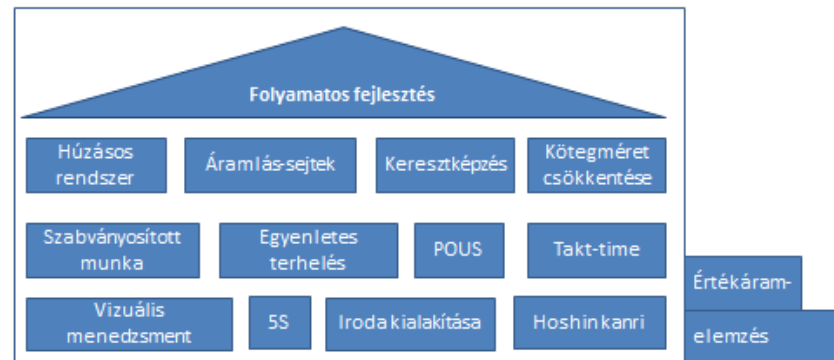 Folyamatos fejlesztés
Húzásos
rendszer
Áramlás-sejtek
Keresztképzés
Kötegméret
csökkentése
Szabványosított
munka
Egyenletes
terhelés
POUS
Takt-time
Vizuális
menedzsment
5S
Iroda kialakítása
Hoshin kanri
Értékáram-
elemzés